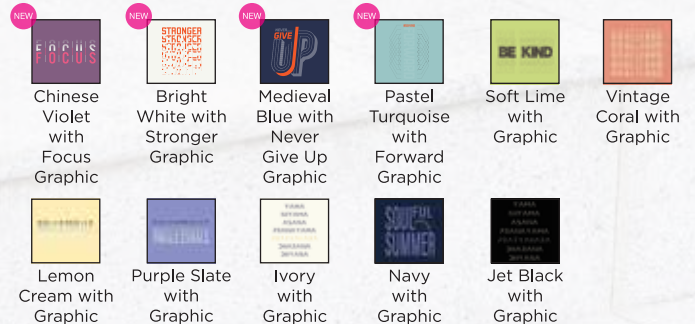 NEW
NEW
NEW
NEW
FOCUS
STRONGER
NEVER
GIVE
UP
BE KIND
Chinese
Violet
with
Focus
Graphic
Bright
White with
Stronger
Graphic
Medieval
Blue with
Never
Give Up
Graphic
Pastel
Turquoise
with
Forward
Graphic
Soft Lime
with
Graphic
Vintage
Coral with
Graphic
SOULFUL
SUMMER
Lemon
Cream with
Graphic
Purple Slate
with
Graphic
Ivory
with
Graphic
Navy
with
Graphic
Jet Black
with
Graphic